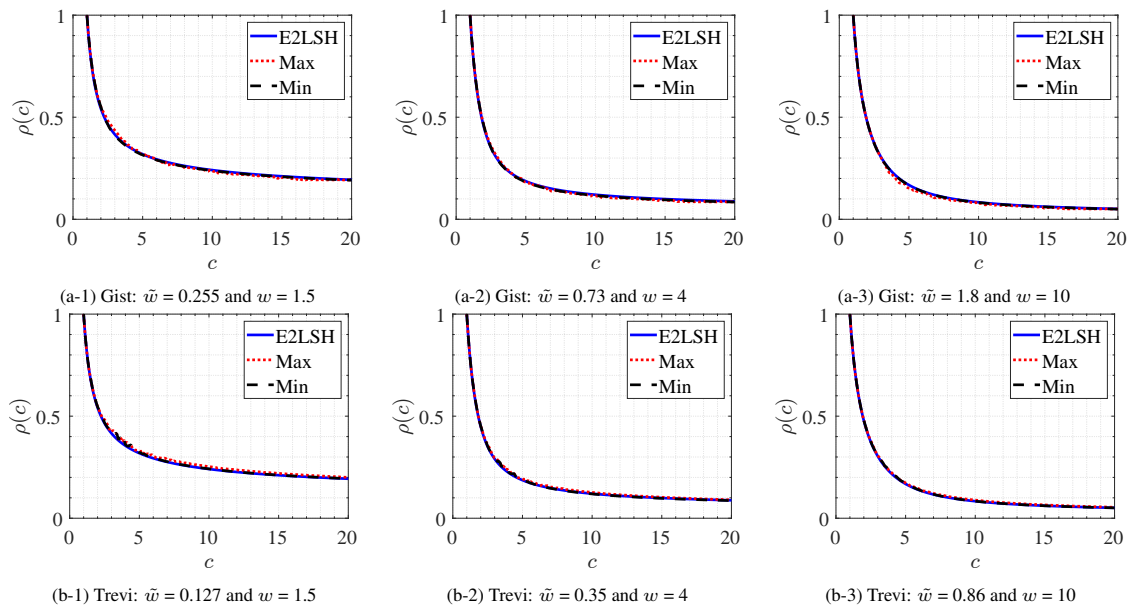 1
0.5
0
ρ(c)
0 5 10 15 20
c
E2LSH
Max
Min
(a-1) Gist: w̃ = 0.255 and w = 1.5
1
0.5
0
ρ(c)
0 5 10 15 20
c
E2LSH
Max
Min
(a-2) Gist: w̃ = 0.73 and w = 4
1
0.5
0
ρ(c)
0 5 10 15 20
c
E2LSH
Max
Min
(a-3) Gist: w̃ = 1.8 and w = 10
1
0.5
0
ρ(c)
0 5 10 15 20
c
E2LSH
Max
Min
(b-1) Trevi: w̃ = 0.127 and w = 1.5
1
0.5
0
ρ(c)
0 5 10 15 20
c
E2LSH
Max
Min
(b-2) Trevi: w̃ = 0.35 and w = 4
1
0.5
0
ρ(c)
0 5 10 15 20
c
E2LSH
Max
Min
(b-3) Trevi: w̃ = 0.86 and w = 10